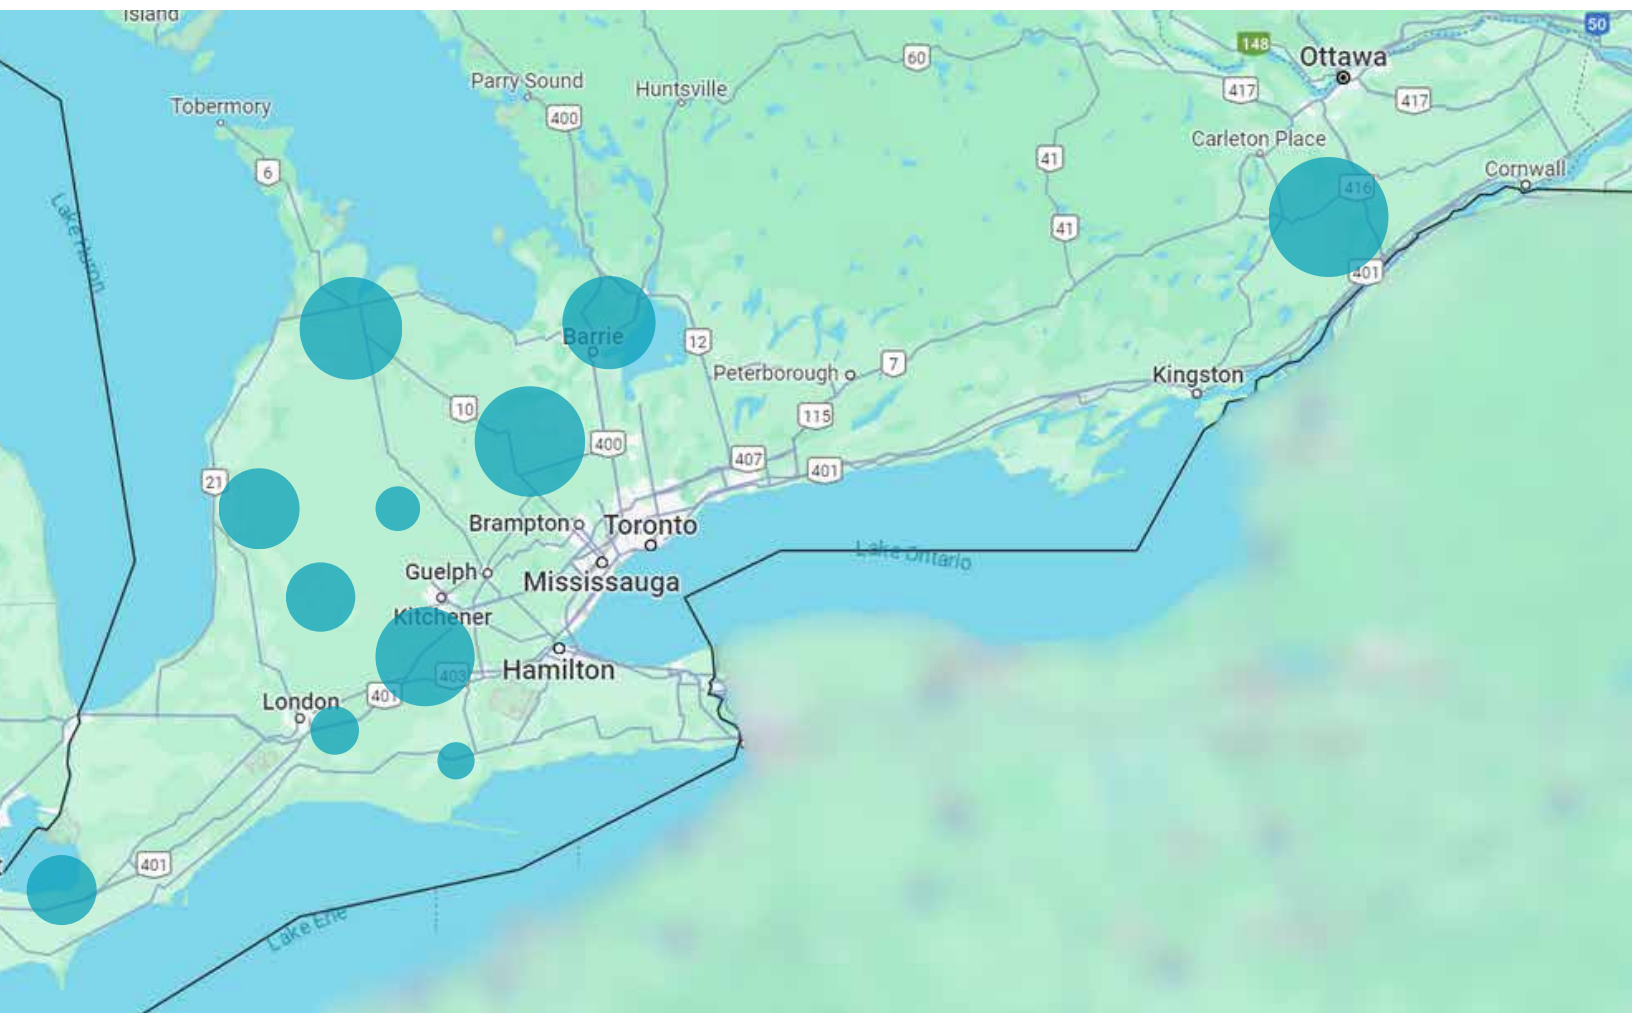 Island
50
148
Ottawa
60
Parry Sound
Huntsville
417
417
Tobermory
400
Carleton Place
41
Cornwall
6
416
Lake Huron
41
401
Barrie
12
Peterborough
7
Kingston
10
115
400
407
401
21
Brampton
Toronto
Guelph
Mississauga
Lake Ontario
Kitchener
Hamilton
403
401
London
401
Lake Erie